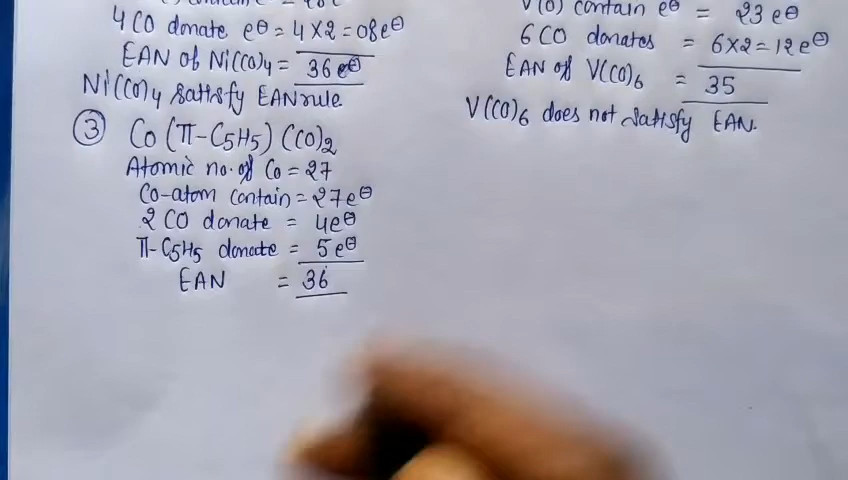 4 CO donate e⊖ = 4 X 2 = 08e⊖
EAN of Ni(CO)4 = 36 e⊖
Ni(CO)4 satisfy EAN rule
③ Co (π-C5H5) (CO)2
Atomic no. of Co = 27
Co-atom contain = 27e⊖
2 CO donate = 4e⊖
π-C5H5 donate = 5e⊖
EAN = 36
V(0) contain e⊖ = 23 e⊖
6 CO donates = 6X2 = 12 e⊖
EAN of V(CO)6 = 35
V(CO)6 does not satisfy EAN.